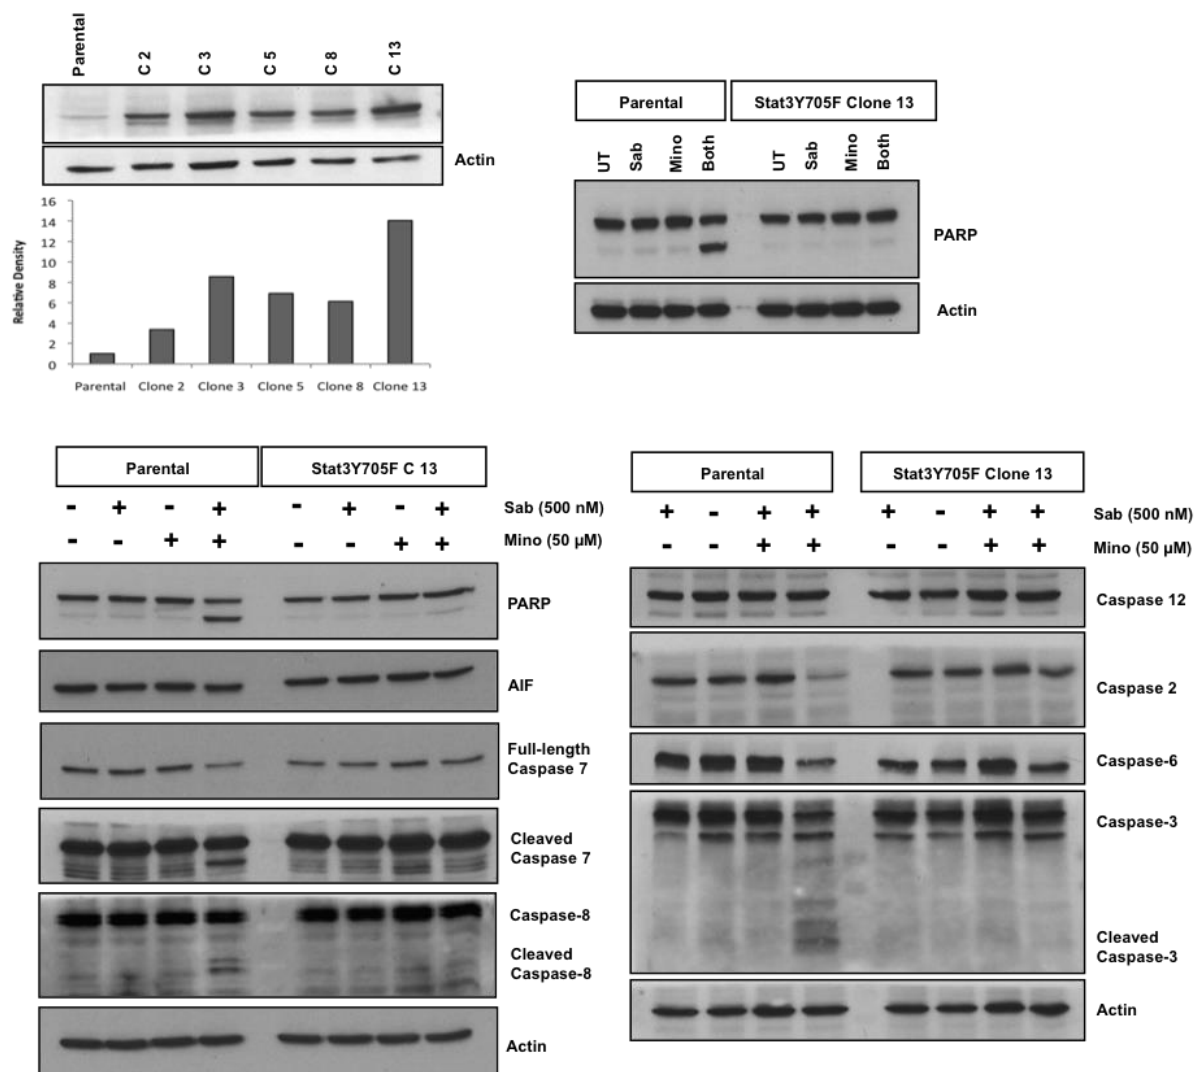 Parental
C 2
C 3
C 5
C 8
C 13
Actin
16
14
12
10
8
6
4
2
0
Relative Density
Parental Clone 2 Clone 3 Clone 5 Clone 8 Clone 13
Parental Stat3Y705F Clone 13
UT Sab Mino Both UT Sab Mino Both
PARP
Actin
Parental Stat3Y705F C 13
- + - + - + - + Sab (500 nM)
- - + + - - + + Mino (50 µM)
PARP
AIF
Full-length
Caspase 7
Cleaved
Caspase 7
Caspase-8
Cleaved
Caspase-8
Actin
Parental Stat3Y705F Clone 13
+ - + + + - + + Sab (500 nM)
- - + + - - + + Mino (50 µM)
Caspase 12
Caspase 2
Caspase-6
Caspase-3
Cleaved
Caspase-3
Actin